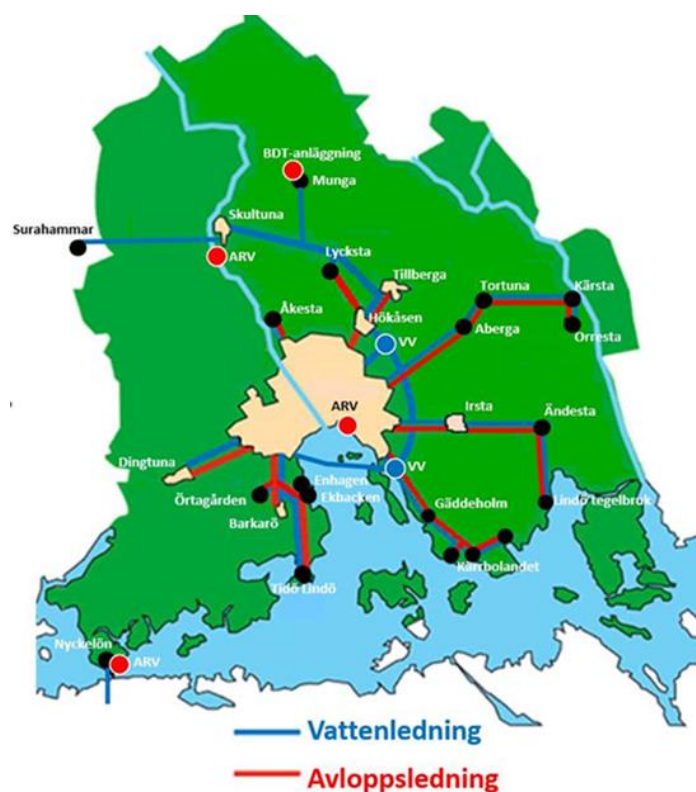 BDT-anläggning
Munga
Skultuna
Surahammar
ARV
Lycksta
Tillberga
Tortuna
Kärsta
Åkesta
Hökåsen
Aberga
Orresta
VV
ARV
Irsta
Ändesta
Dingtuna
VV
Enhagen
Ekbacken
Örtagården
Gäddeholm
Lindö tegelbruk
Barkarö
Kärrbolandet
Tidö Lindö
Nyckelön
ARV
Vattenledning
Avloppsledning